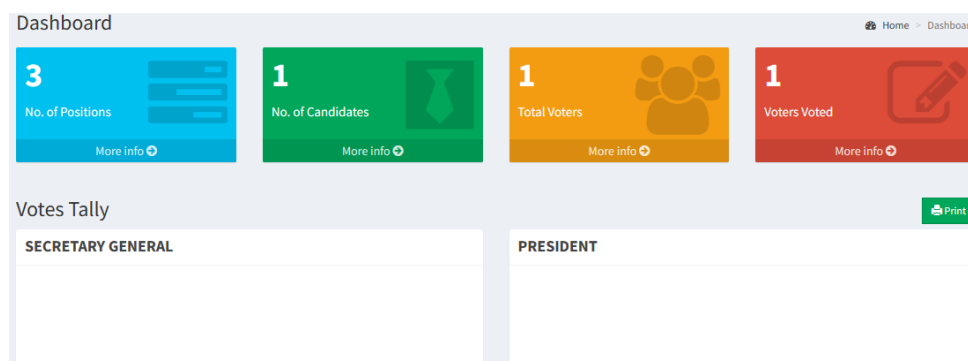 Dashboard
Home > Dashboar
3
No. of Positions
More info
1
No. of Candidates
More info
1
Total Voters
More info
1
Voters Voted
More info
Votes Tally
Print
SECRETARY GENERAL
PRESIDENT